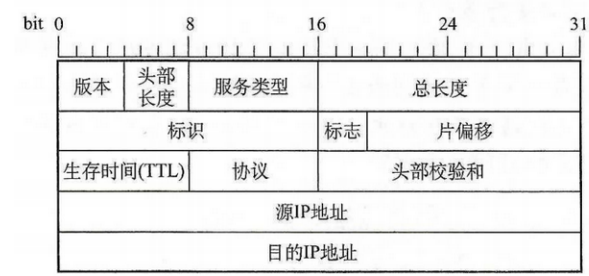 bit 0 8 16 24 31
版本 头部长度 服务类型 总长度
标识 标志 片偏移
生存时间(TTL) 协议 头部校验和
源IP地址
目的IP地址